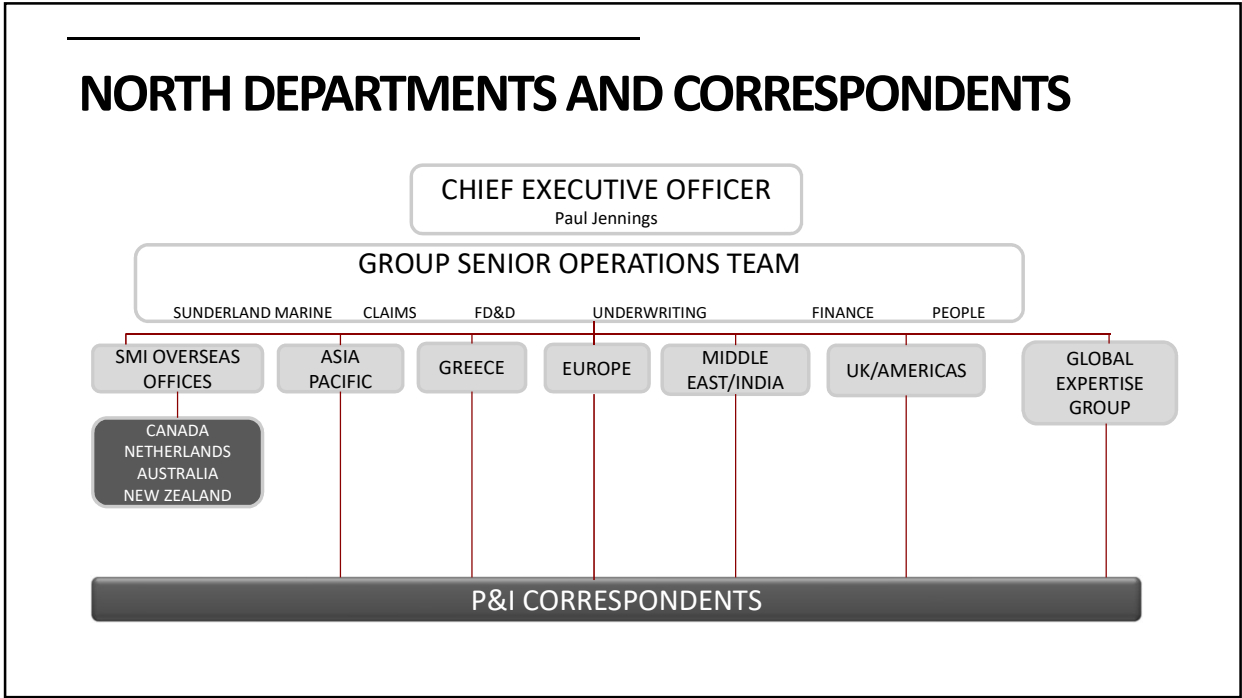 NORTH DEPARTMENTS AND CORRESPONDENTS
CHIEF EXECUTIVE OFFICER
Paul Jennings
GROUP SENIOR OPERATIONS TEAM
SUNDERLAND MARINE CLAIMS FD&D UNDERWRITING FINANCE PEOPLE
SMI OVERSEAS
OFFICES
ASIA
PACIFIC
GREECE
EUROPE
MIDDLE
EAST/INDIA
UK/AMERICAS
GLOBAL
EXPERTISE
GROUP
CANADA
NETHERLANDS
AUSTRALIA
NEW ZEALAND
P&I CORRESPONDENTS